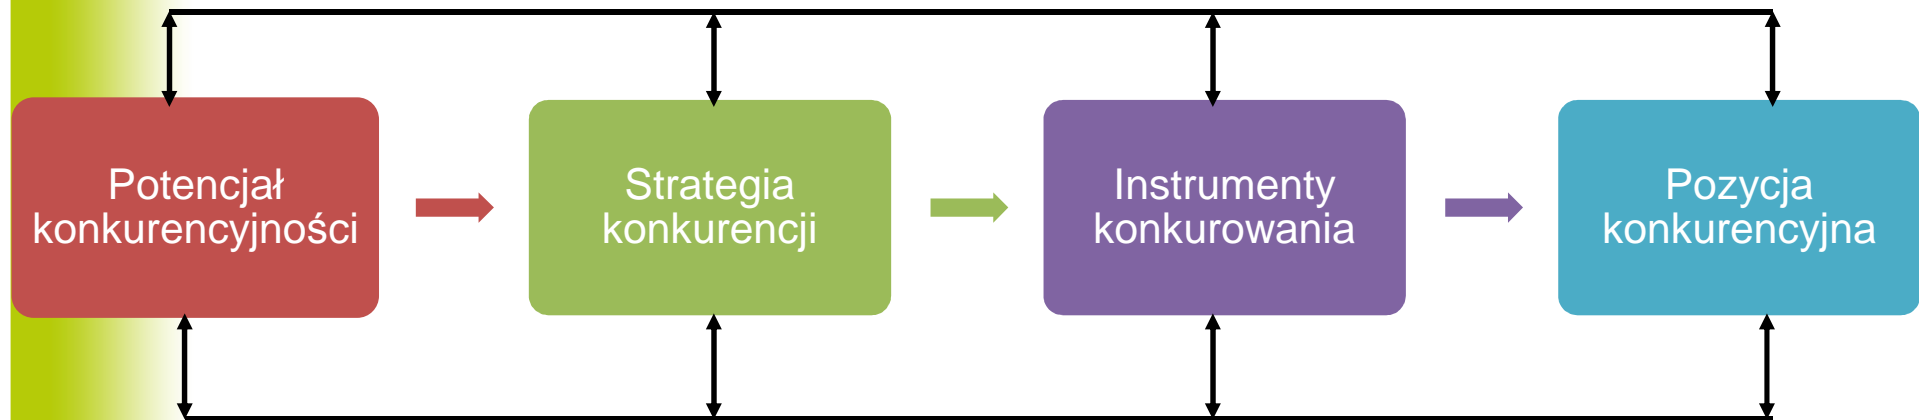 Potencjał
konkurencyjności
Strategia
konkurencji
Instrumenty
konkurowania
Pozycja
konkurencyjna